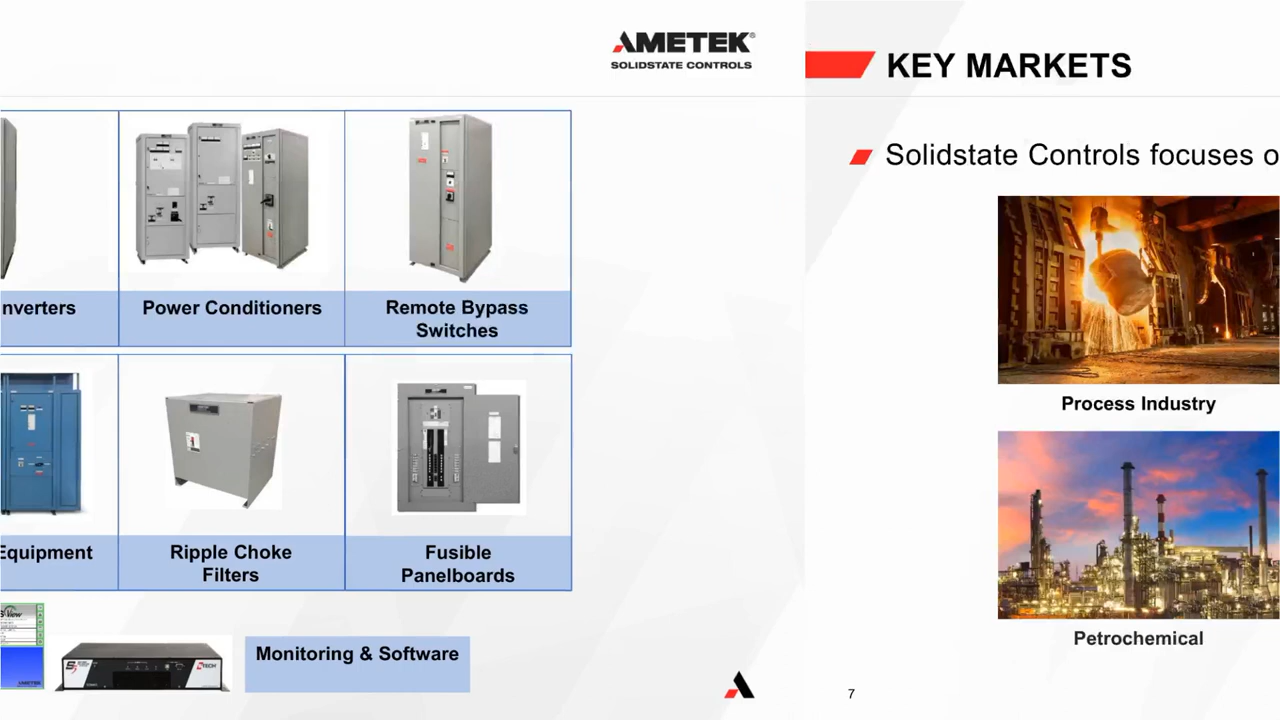 AMETEK®
SOLIDSTATE CONTROLS
nverters
Power Conditioners
Remote Bypass
Switches
Equipment
Ripple Choke
Filters
Fusible
Panelboards
Monitoring & Software
AMETEK
KEY MARKETS
Solidstate Controls focuses o
Process Industry
Petrochemical
7